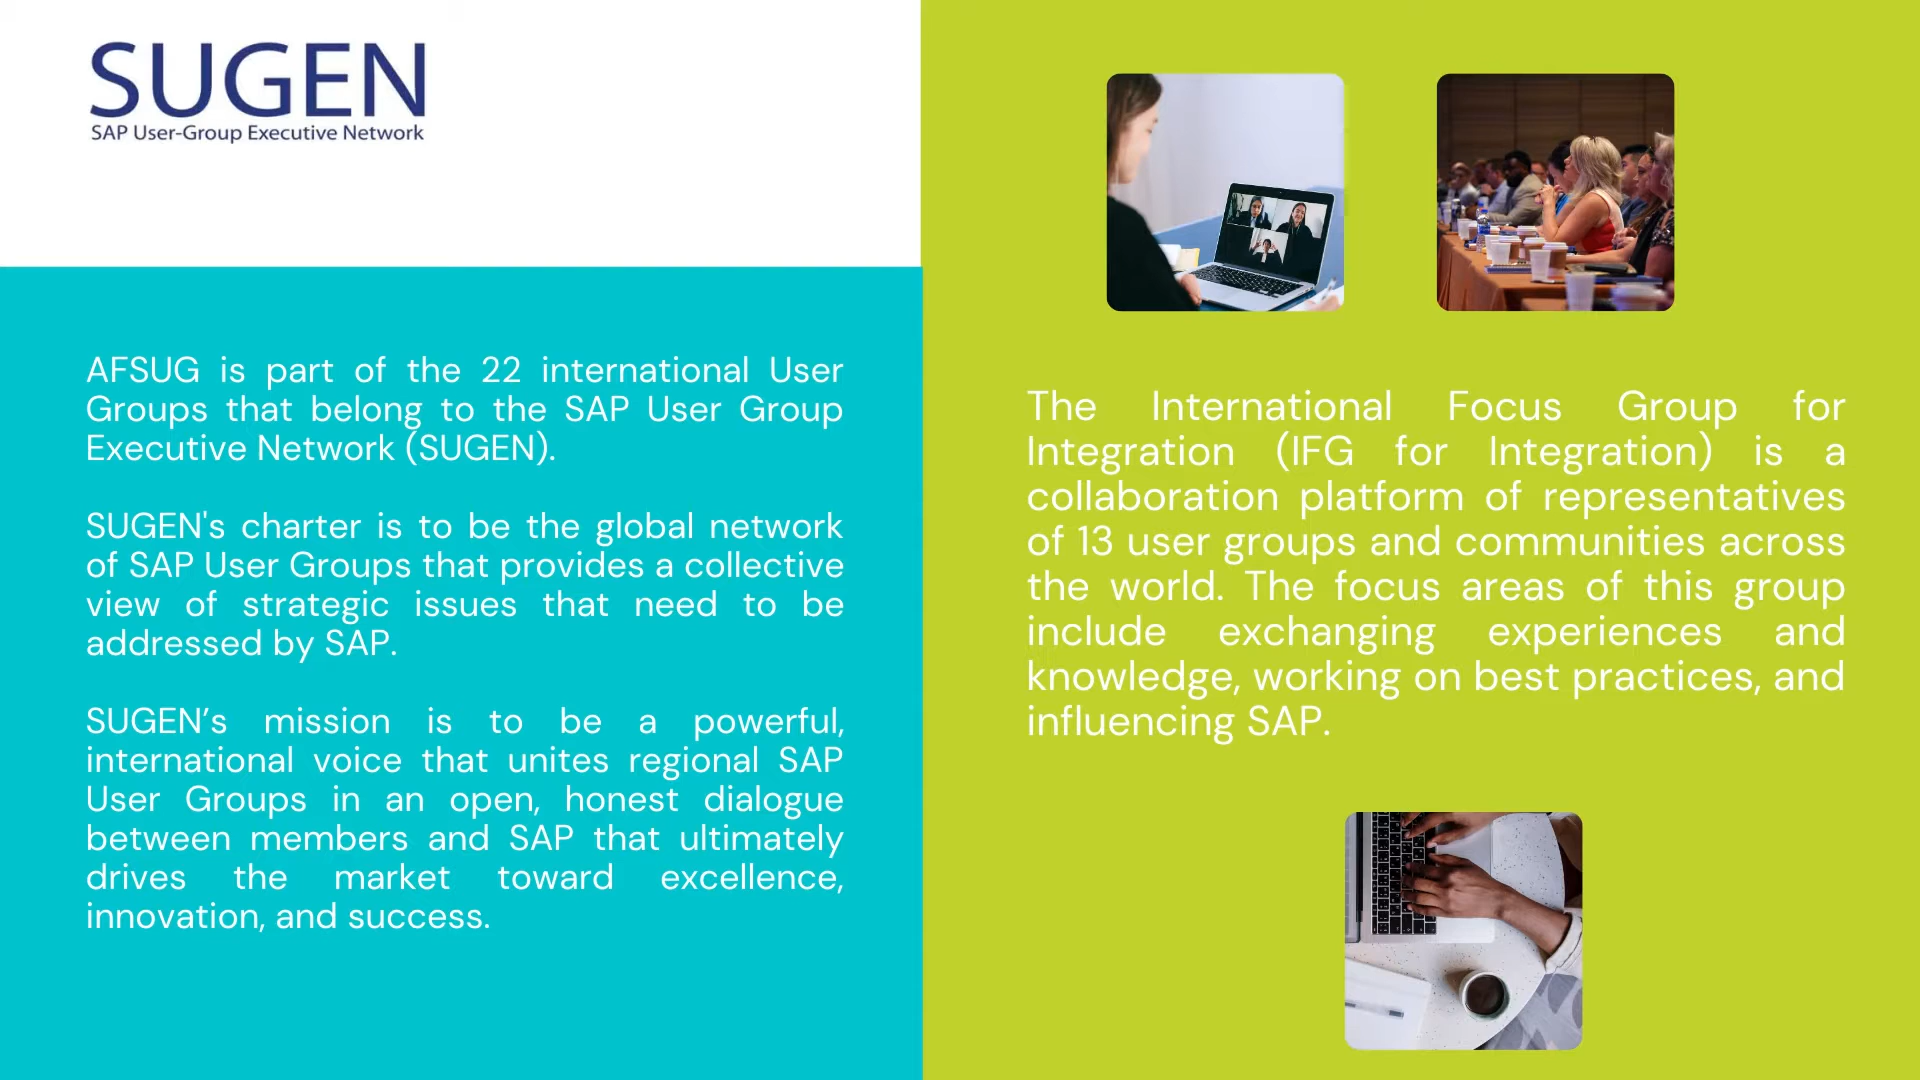 SUGEN
SAP User-Group Executive Network
AFSUG is part of the 22 international User
Groups that belong to the SAP User Group
Executive Network (SUGEN).
SUGEN's charter is to be the global network
of SAP User Groups that provides a collective
view of strategic issues that need to be
addressed by SAP.
SUGEN’s mission is to be a powerful,
international voice that unites regional SAP
User Groups in an open, honest dialogue
between members and SAP that ultimately
drives the market toward excellence,
innovation, and success.
The International Focus Group for
Integration (IFG for Integration) is a
collaboration platform of representatives
of 13 user groups and communities across
the world. The focus areas of this group
include exchanging experiences and
knowledge, working on best practices, and
influencing SAP.